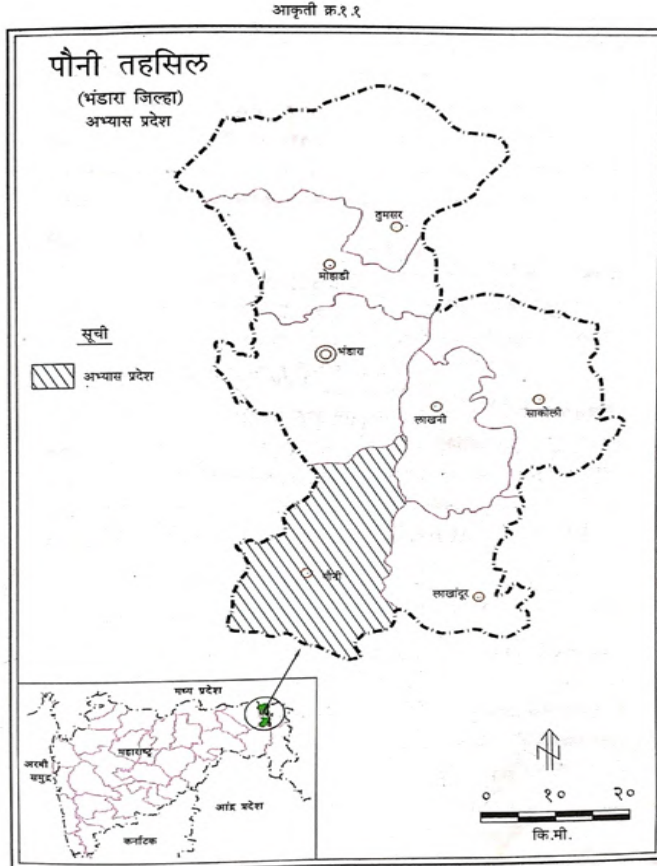 आकृती क्र.१.१
पौनी तहसिल
(भंडारा जिल्हा)
अभ्यास प्रदेश
तुमसर
मोहाडी
सूची
भंडारा
अभ्यास प्रदेश
लाखनी
साकोली
पौनी
लाखांदूर
मध्य प्रदेश
महाराष्ट्र
अरबी
समुद्र
आंध्र प्रदेश
कर्नाटक
० १० २०
कि.मी.